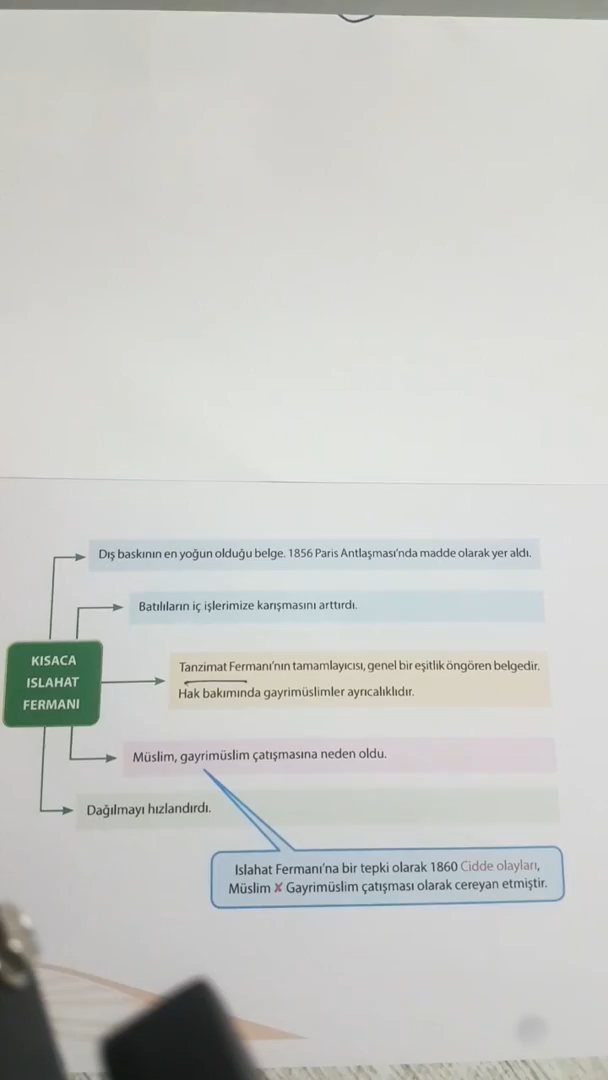 Dış baskının en yoğun olduğu belge. 1856 Paris Antlaşması'nda madde olarak yer aldı.
Batılıların iç işlerimize karışmasını arttırdı.
KISACA
ISLAHAT
FERMANI
Tanzimat Fermanı'nın tamamlayıcısı, genel bir eşitlik öngören belgedir.
Hak bakımında gayrimüslimler ayrıcalıklıdır.
Müslim, gayrimüslim çatışmasına neden oldu.
Dağılmayı hızlandırdı.
Islahat Fermanı'na bir tepki olarak 1860 Cidde olayları,
Müslim X Gayrimüslim çatışması olarak cereyan etmiştir.